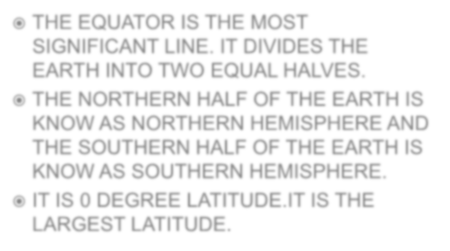 THE EQUATOR IS THE MOST
SIGNIFICANT LINE. IT DIVIDES THE
EARTH INTO TWO EQUAL HALVES.
THE NORTHERN HALF OF THE EARTH IS
KNOW AS NORTHERN HEMISPHERE AND
THE SOUTHERN HALF OF THE EARTH IS
KNOW AS SOUTHERN HEMISPHERE.
IT IS 0 DEGREE LATITUDE.IT IS THE
LARGEST LATITUDE.